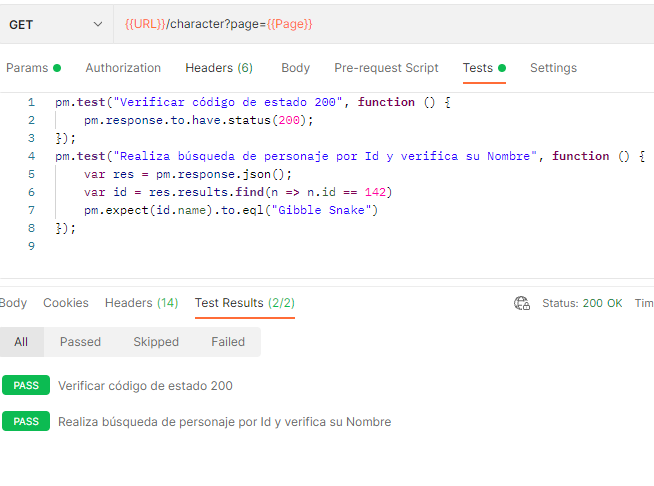 GET {{URL}}/character?page={{Page}}
Params Authorization Headers (6) Body Pre-request Script Tests Settings
1 pm.test("Verificar código de estado 200", function () {
2 pm.response.to.have.status(200);
3 });
4 pm.test("Realiza búsqueda de personaje por Id y verifica su Nombre", function () {
5 var res = pm.response.json();
6 var id = res.results.find(n => n.id == 142)
7 pm.expect(id.name).to.eql("Gibble Snake")
8 });
9
Body Cookies Headers (14) Test Results (2/2) Status: 200 OK Tim
All Passed Skipped Failed
PASS Verificar código de estado 200
PASS Realiza búsqueda de personaje por Id y verifica su Nombre